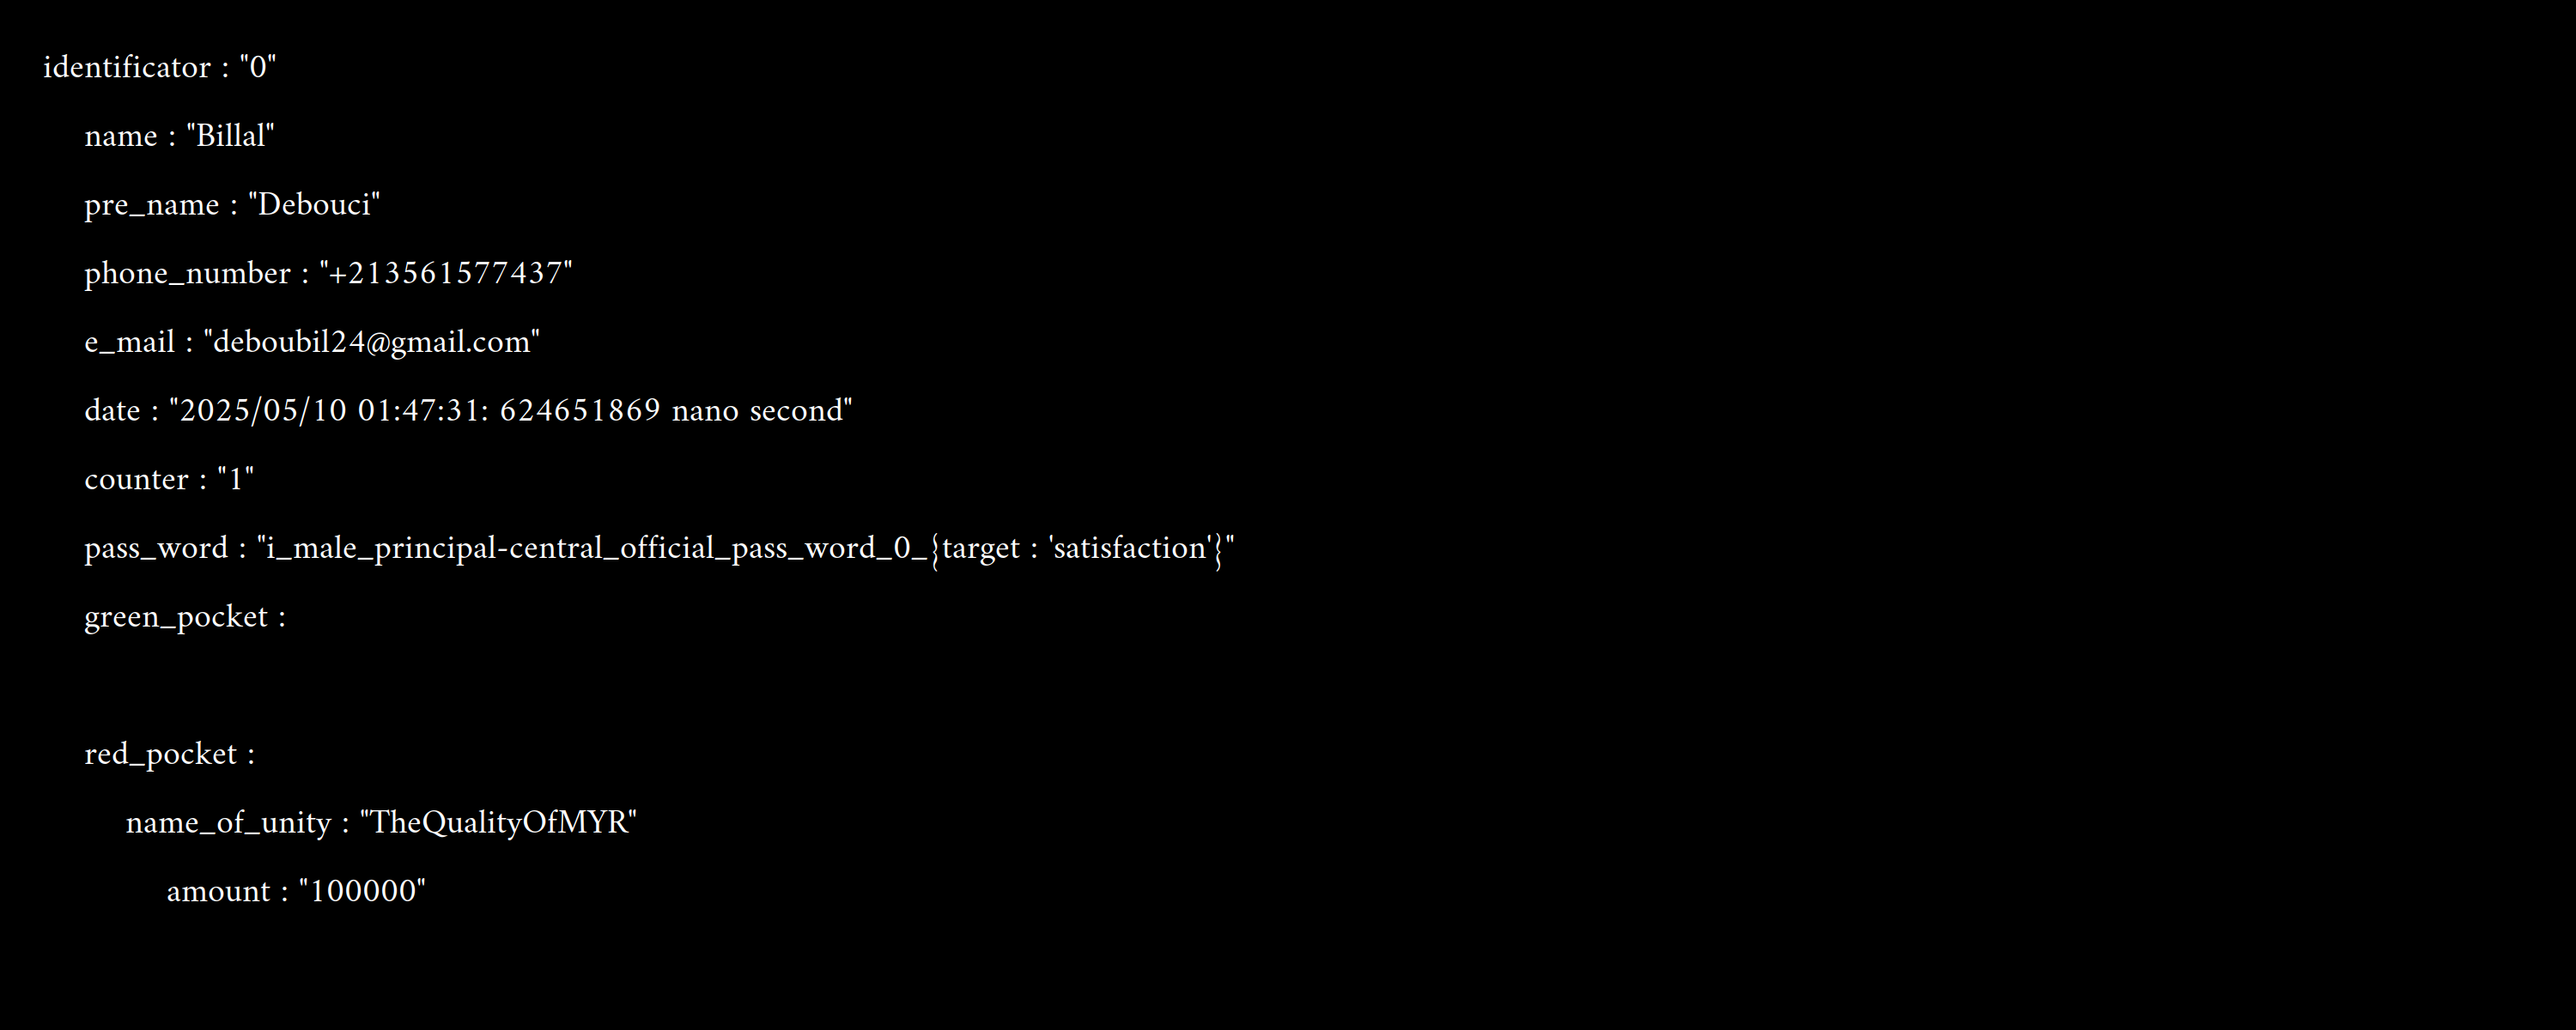 identificator : "0"
name : "Billal"
pre_name : "Debouci"
phone_number : "+213561577437"
e_mail : "deboubil24@gmail.com"
date : "2025/05/10 01:47:31: 624651869 nano second"
counter : "1"
pass_word : "i_male_principal-central_official_pass_word_0_{target : 'satisfaction'}"
green_pocket :
red_pocket :
name_of_unity : "TheQualityOfMYR"
amount : "100000"